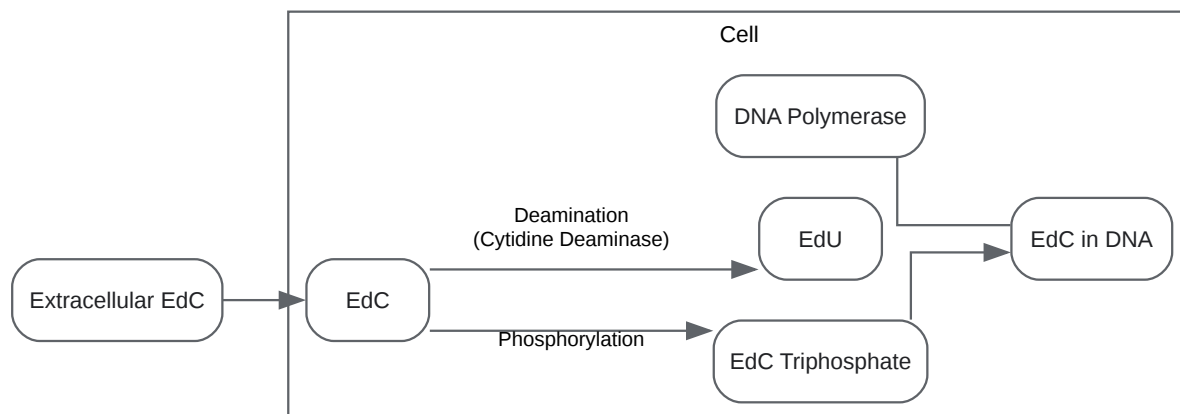 Cell
DNA Polymerase
Deamination
(Cytidine Deaminase)
EdU
EdC in DNA
Extracellular EdC
EdC
Phosphorylation
EdC Triphosphate